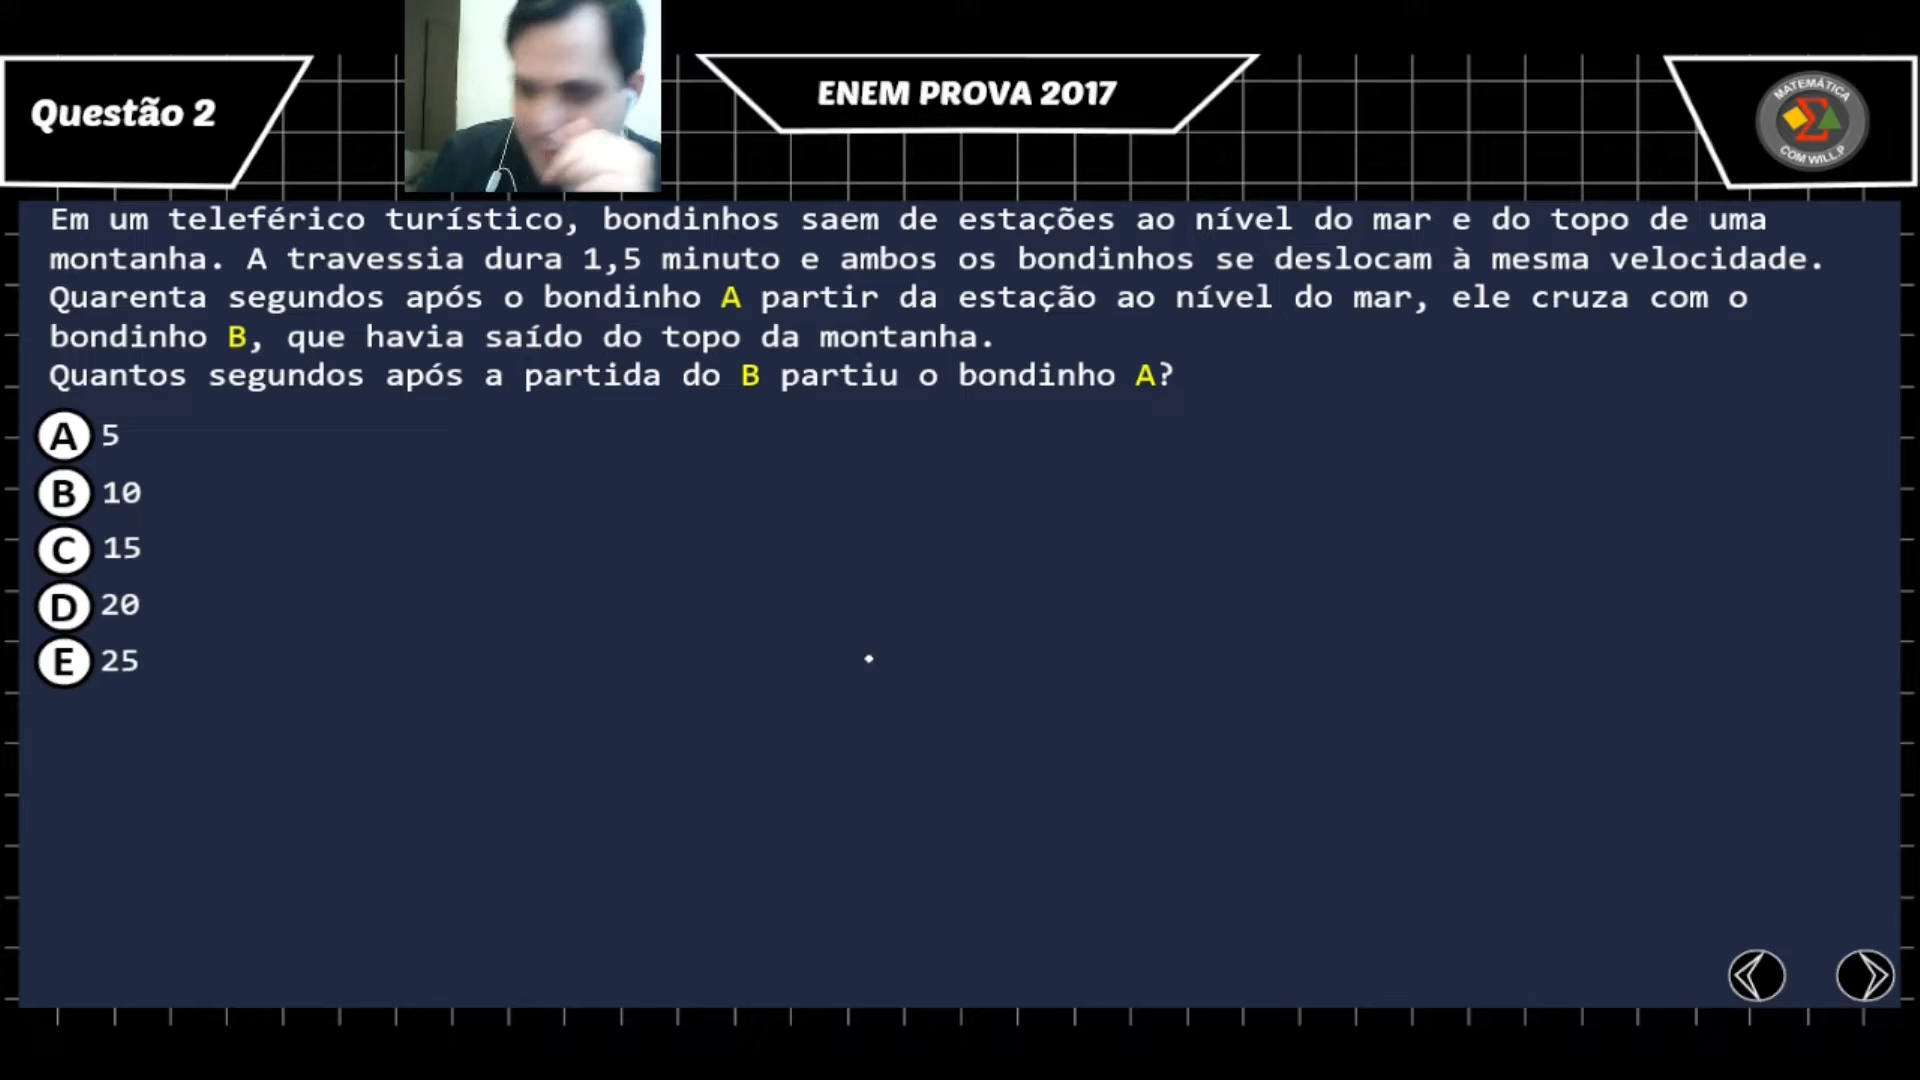 Questão 2
ENEM PROVA 2017
MATEMÁTICA
COM WILL.P
Em um teleférico turístico, bondinhos saem de estações ao nível do mar e do topo de uma
montanha. A travessia dura 1,5 minuto e ambos os bondinhos se deslocam à mesma velocidade.
Quarenta segundos após o bondinho A partir da estação ao nível do mar, ele cruza com o
bondinho B, que havia saído do topo da montanha.
Quantos segundos após a partida do B partiu o bondinho A?
A 5
B 10
C 15
D 20
E 25